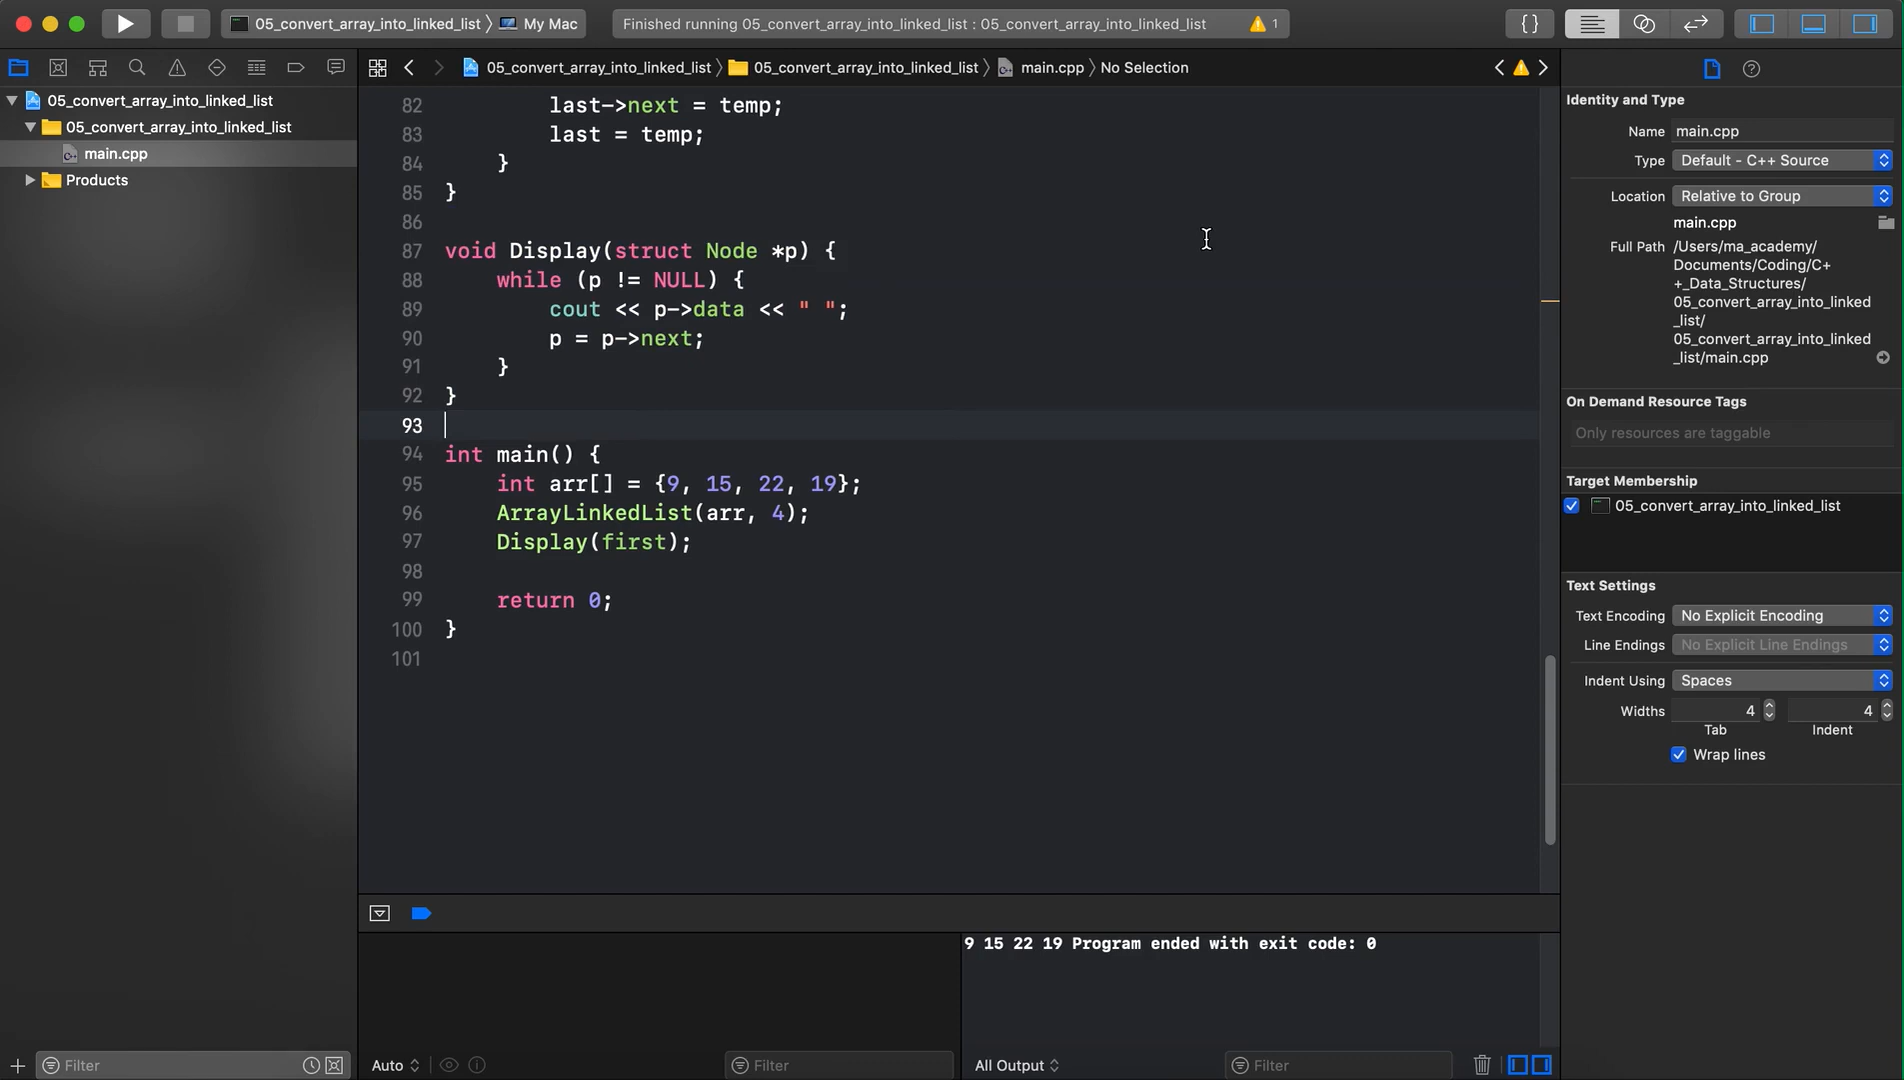 05_convert_array_into_linked_list 〉 My Mac
Finished running 05_convert_array_into_linked_list : 05_convert_array_into_linked_list
1
{}
05_convert_array_into_linked_list
05_convert_array_into_linked_list
main.cpp
Products
05_convert_array_into_linked_list 〉 05_convert_array_into_linked_list 〉 main.cpp 〉 No Selection
82 last->next = temp;
83 last = temp;
84 }
85 }
86
87 void Display(struct Node *p) {
88 while (p != NULL) {
89 cout << p->data << " ";
90 p = p->next;
91 }
92 }
93
94 int main() {
95 int arr[] = {9, 15, 22, 19};
96 ArrayLinkedList(arr, 4);
97 Display(first);
98
99 return 0;
100 }
101
9 15 22 19 Program ended with exit code: 0
Filter
Auto
Filter
All Output
Filter
Identity and Type
Name main.cpp
Type Default - C++ Source
Location Relative to Group
main.cpp
Full Path /Users/ma_academy/
Documents/Coding/C+
+_Data_Structures/
05_convert_array_into_linked
_list/
05_convert_array_into_linked
_list/main.cpp
On Demand Resource Tags
Only resources are taggable
Target Membership
05_convert_array_into_linked_list
Text Settings
Text Encoding No Explicit Encoding
Line Endings No Explicit Line Endings
Indent Using Spaces
Widths 4 4
Tab Indent
Wrap lines